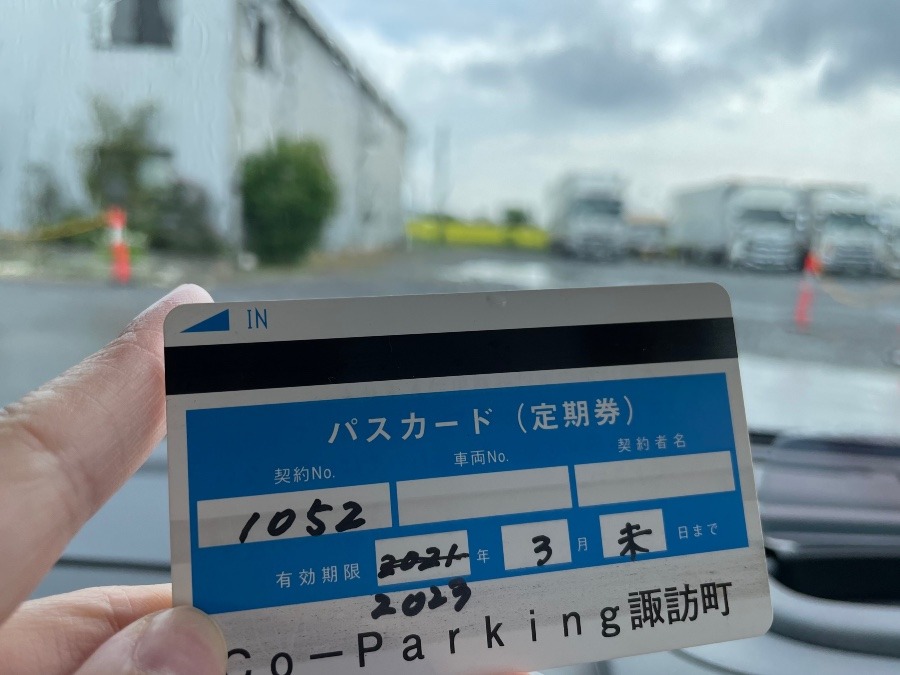 IN
パスカード（定期券）
契約No. 車両No. 契約者名
1052
有効期限 2021 年 3 月 末 日まで
2023
Co－Parking諏訪町